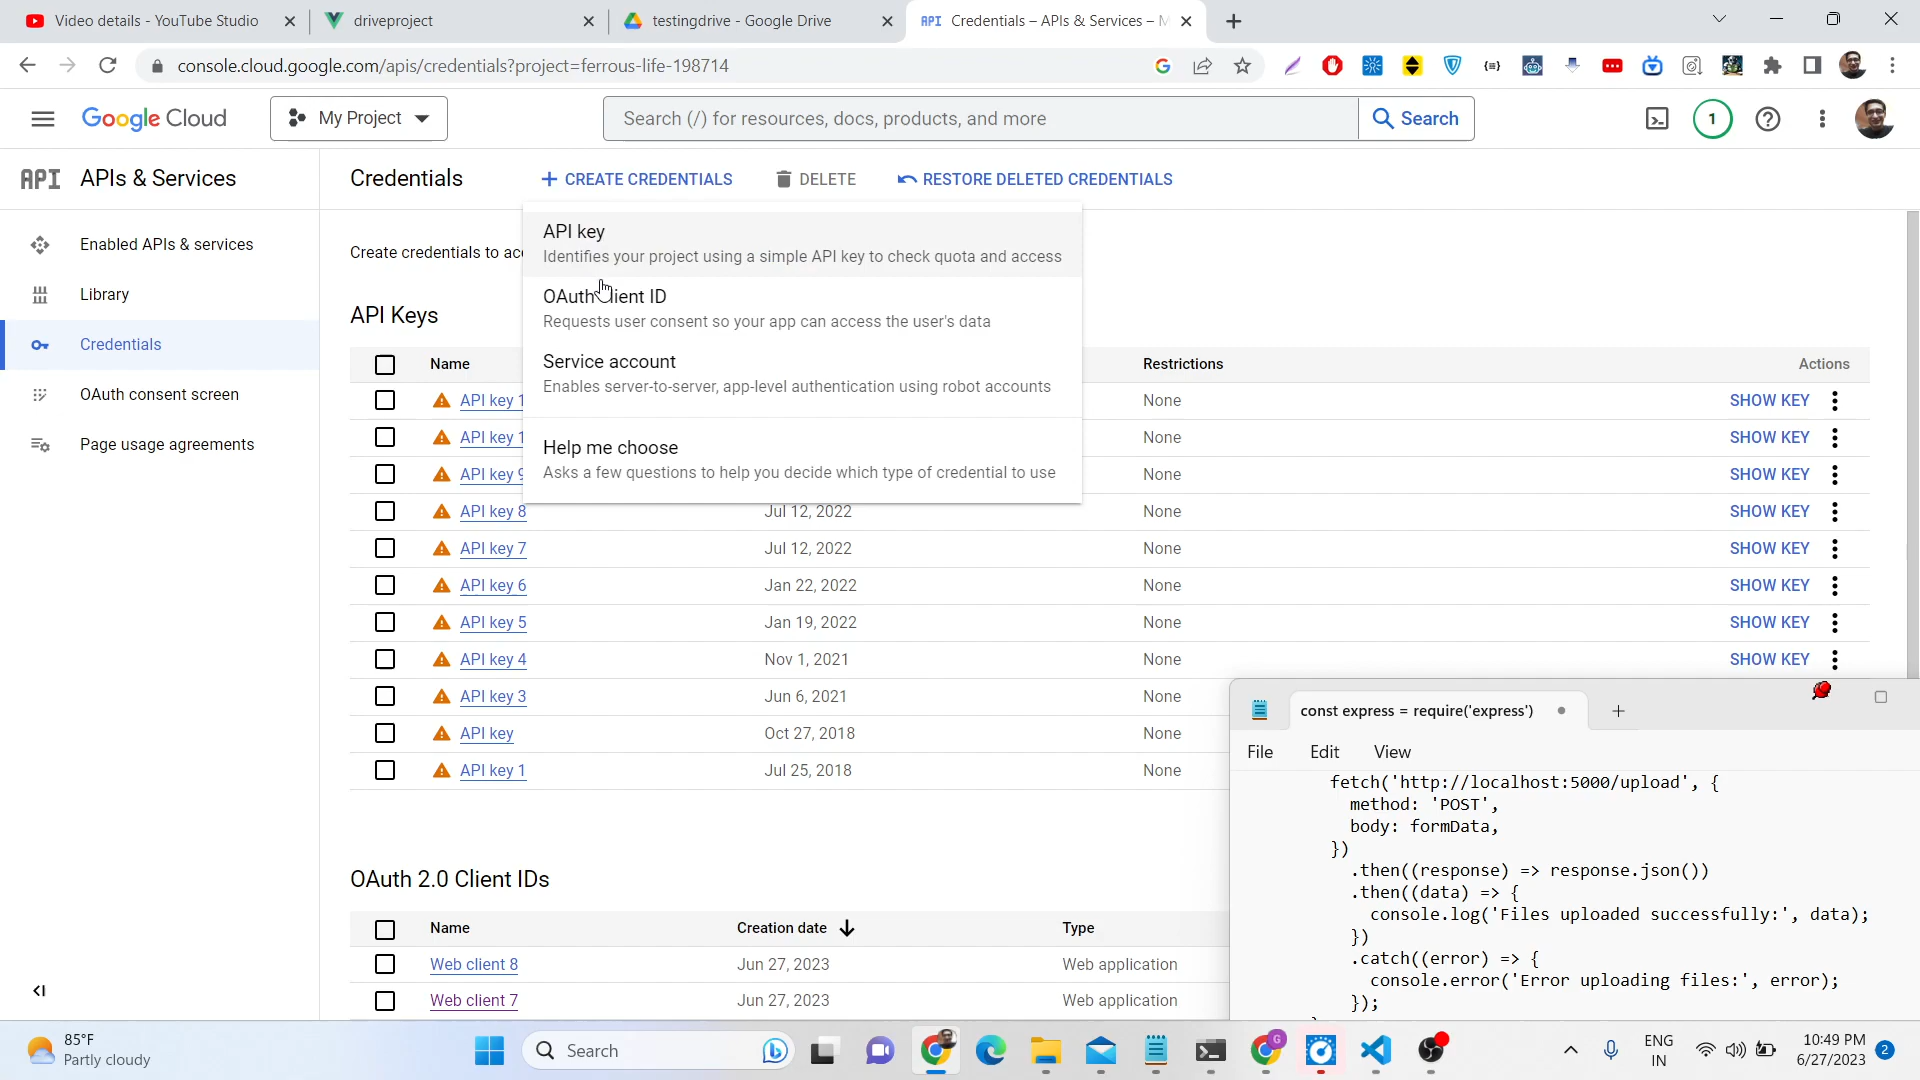 Video details - YouTube Studio
driveproject
testingdrive - Google Drive
API Credentials – APIs & Services – M
console.cloud.google.com/apis/credentials?project=ferrous-life-198714
Google Cloud
My Project
Search (/) for resources, docs, products, and more
Search
1
API APIs & Services
Credentials
CREATE CREDENTIALS
DELETE
RESTORE DELETED CREDENTIALS
Enabled APIs & services
Library
Credentials
OAuth consent screen
Page usage agreements
Create credentials to acc
API key
Identifies your project using a simple API key to check quota and access
OAuth client ID
Requests user consent so your app can access the user's data
Service account
Enables server-to-server, app-level authentication using robot accounts
Help me choose
Asks a few questions to help you decide which type of credential to use
API Keys
Name Restrictions Actions
API key 1 None SHOW KEY
API key 1 None SHOW KEY
API key 9 None SHOW KEY
API key 8 Jul 12, 2022 None SHOW KEY
API key 7 Jul 12, 2022 None SHOW KEY
API key 6 Jan 22, 2022 None SHOW KEY
API key 5 Jan 19, 2022 None SHOW KEY
API key 4 Nov 1, 2021 None SHOW KEY
API key 3 Jun 6, 2021 None
API key Oct 27, 2018 None
API key 1 Jul 25, 2018 None
OAuth 2.0 Client IDs
Name Creation date Type
Web client 8 Jun 27, 2023 Web application
Web client 7 Jun 27, 2023 Web application
const express = require('express')
File Edit View
fetch('http://localhost:5000/upload', {
method: 'POST',
body: formData,
})
.then((response) => response.json())
.then((data) => {
console.log('Files uploaded successfully:', data);
})
.catch((error) => {
console.error('Error uploading files:', error);
});
85°F
Partly cloudy
Search
G
ENG
IN
10:49 PM
6/27/2023
2